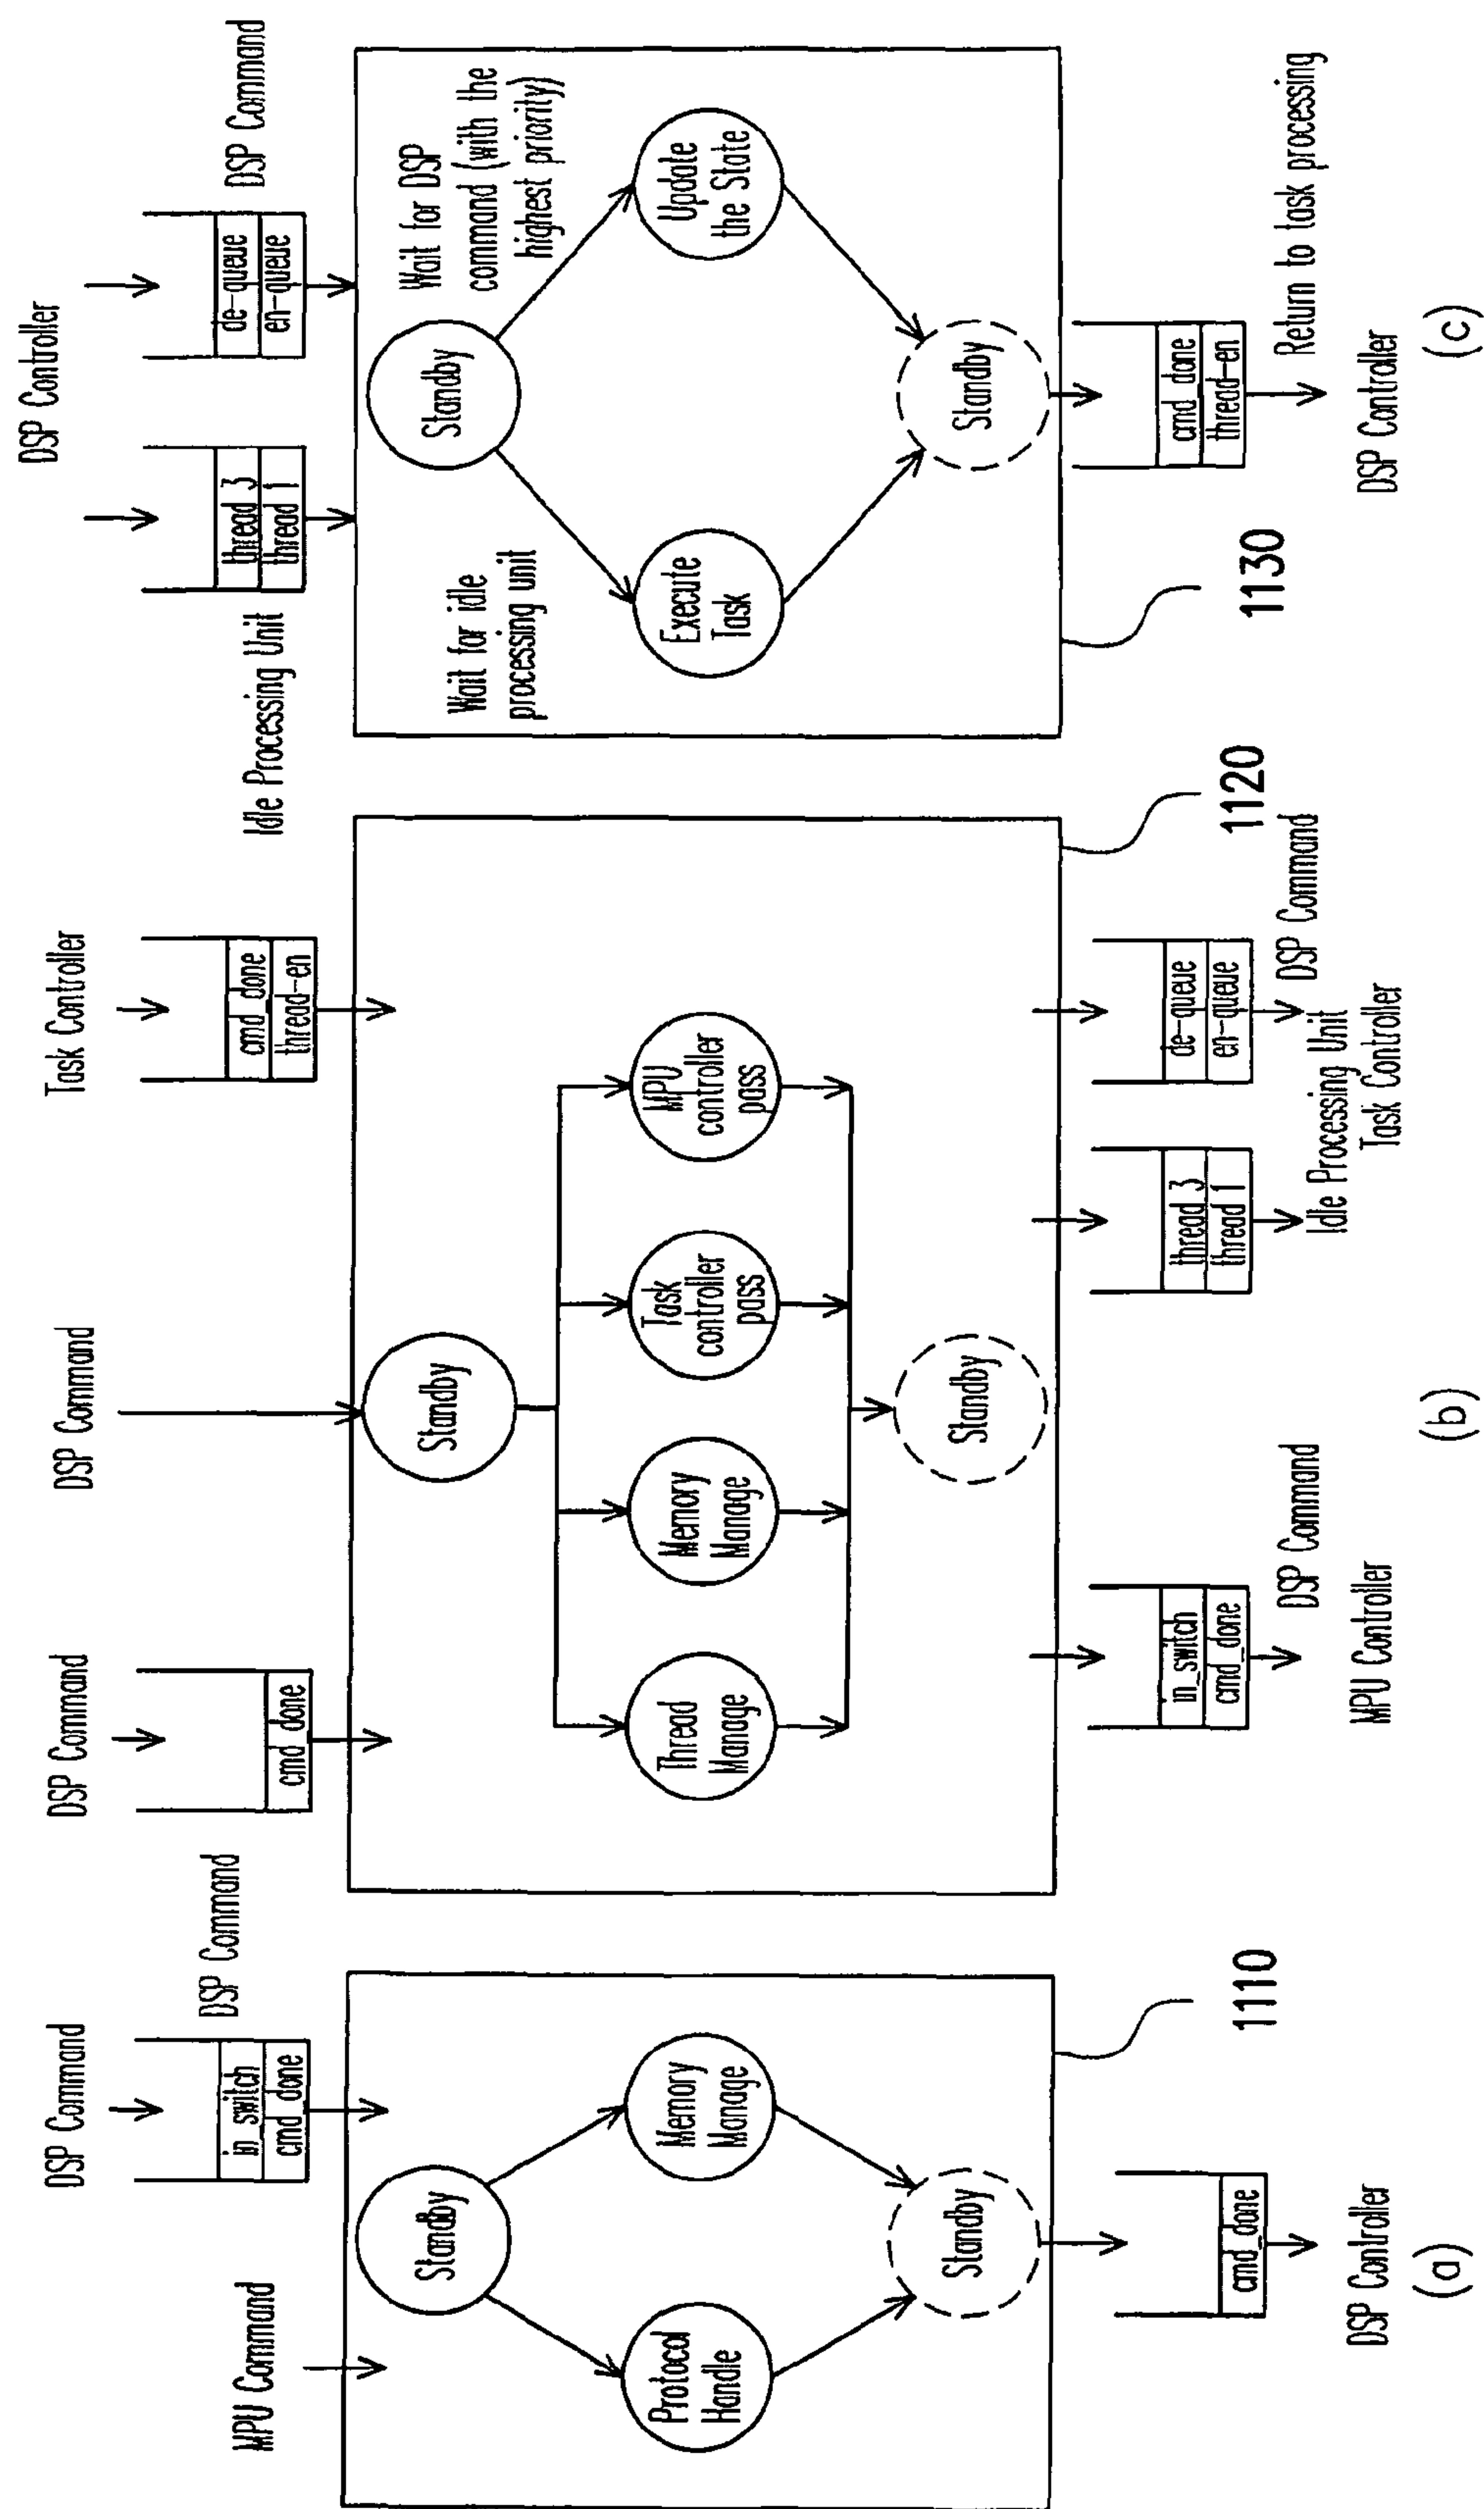 DSP Command
DSP Command
in_switch
cmd_done
MPU Command
Standby
Protocol
Handle
Memory
Manage
Standby
1110
cmd_done
DSP Controller
(a)
DSP Command
DSP Command
Task Controller
cmd_done
cmd_done
thread-en
Standby
Thread
Manage
Memory
Manage
Task
controller
pass
MPU
controller
pass
Standby
1120
in_switch
cmd_done
DSP Command
MPU Controller
thread 3
thread 1
de-queue
en-queue
DSP Command
Idle Processing Unit
Task Controller
(b)
DSP Controller
thread 3
thread 1
Idle Processing Unit
de-queue
en-queue
DSP Command
Standby
Wait for idle
processing unit
Wait for DSP
command (with the
highest priority)
Execute
Task
Update
the State
Standby
1130
cmd_done
thread-en
Return to task processing
DSP Controller
(c)